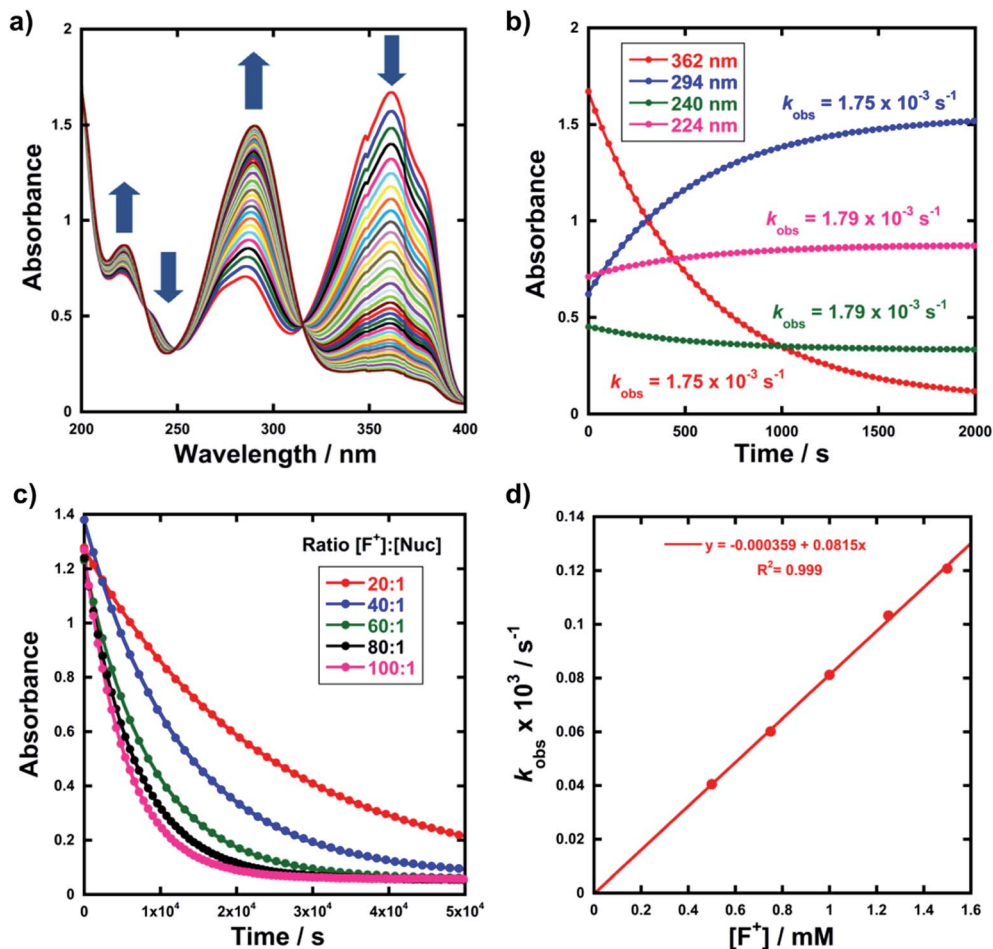 a)
2
1.5
1
0.5
0
Absorbance
200
250
300
350
400
Wavelength / nm
b)
2
1.5
1
0.5
0
Absorbance
362 nm
294 nm
240 nm
224 nm
kobs = 1.75 x 10⁻³ s⁻¹
kobs = 1.79 x 10⁻³ s⁻¹
kobs = 1.79 x 10⁻³ s⁻¹
kobs = 1.75 x 10⁻³ s⁻¹
0
500
1000
1500
2000
Time / s
c)
1.4
1.2
1
0.8
0.6
0.4
0.2
0
Absorbance
Ratio [F⁺]:[Nuc]
20:1
40:1
60:1
80:1
100:1
0
1x10⁴
2x10⁴
3x10⁴
4x10⁴
5x10⁴
Time / s
d)
0.14
0.12
0.1
0.08
0.06
0.04
0.02
0
kobs x 10³ / s⁻¹
y = -0.000359 + 0.0815x
R²= 0.999
0
0.2
0.4
0.6
0.8
1
1.2
1.4
1.6
[F⁺] / mM